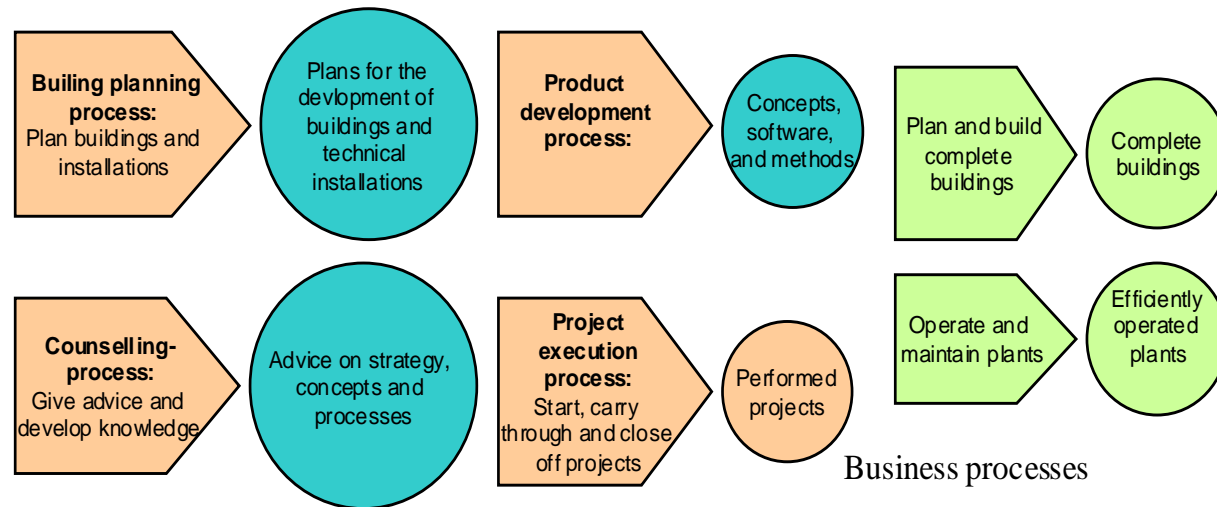 Builing planning
process:
Plan buildings and
installations
Plans for the
devlopment of
buildings and
technical
installations
Product
development
process:
Concepts,
software,
and methods
Plan and build
complete
buildings
Complete
buildings
Counselling-
process:
Give advice and
develop knowledge
Advice on strategy,
concepts and
processes
Project
execution
process:
Start, carry
through and close
off projects
Performed
projects
Operate and
maintain plants
Efficiently
operated
plants
Business processes